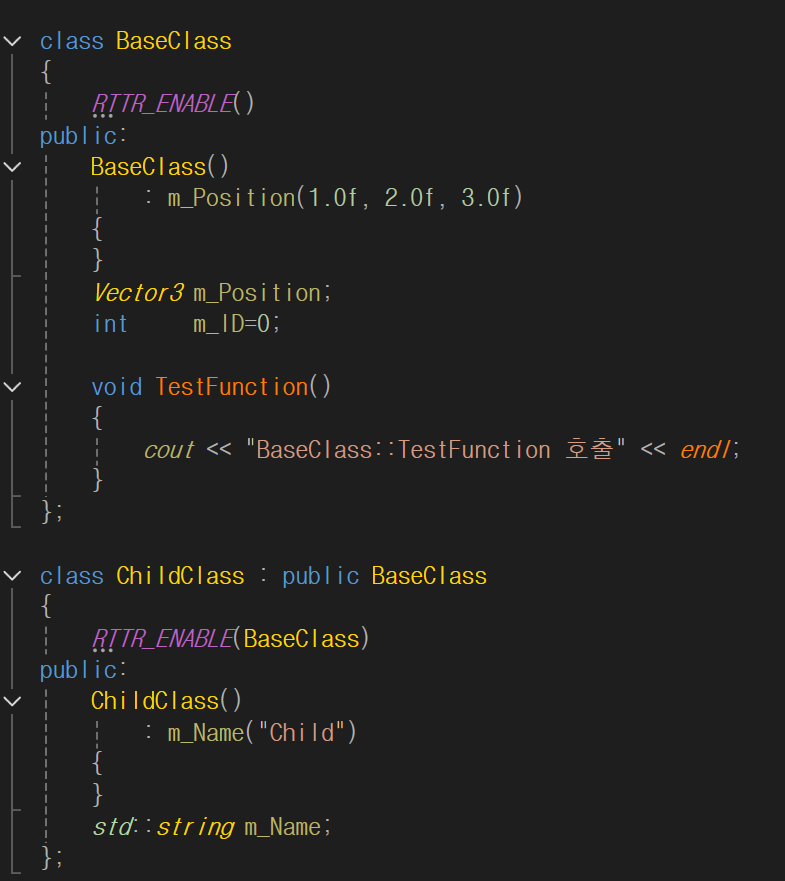 class BaseClass
{
    RTTR_ENABLE()
public:
    BaseClass()
        : m_Position(1.0f, 2.0f, 3.0f)
    {
    }
    Vector3 m_Position;
    int     m_ID=0;
    void TestFunction()
    {
        cout << "BaseClass::TestFunction 호출" << endl;
    }
};
class ChildClass : public BaseClass
{
    RTTR_ENABLE(BaseClass)
public:
    ChildClass()
        : m_Name("Child")
    {
    }
    std::string m_Name;
};